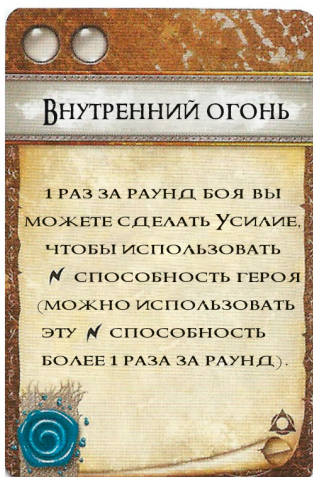 Внутренний огонь
1 раз за раунд боя вы
можете сделать Усилие,
чтобы использовать
способность героя
(можно использовать
эту способность
более 1 раза за раунд).